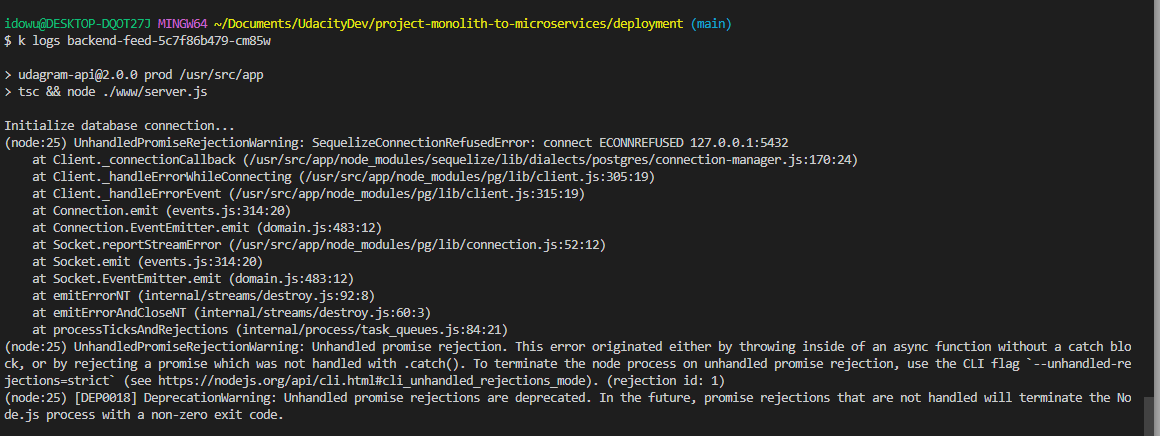 idowu@DESKTOP-DQOT27J MINGW64 ~/Documents/UdacityDev/project-monolith-to-microservices/deployment (main)
$ k logs backend-feed-5c7f86b479-cm85w
> udagram-api@2.0.0 prod /usr/src/app
> tsc && node ./www/server.js
Initialize database connection...
(node:25) UnhandledPromiseRejectionWarning: SequelizeConnectionRefusedError: connect ECONNREFUSED 127.0.0.1:5432
    at Client._connectionCallback (/usr/src/app/node_modules/sequelize/lib/dialects/postgres/connection-manager.js:170:24)
    at Client._handleErrorWhileConnecting (/usr/src/app/node_modules/pg/lib/client.js:305:19)
    at Client._handleErrorEvent (/usr/src/app/node_modules/pg/lib/client.js:315:19)
    at Connection.emit (events.js:314:20)
    at Connection.EventEmitter.emit (domain.js:483:12)
    at Socket.reportStreamError (/usr/src/app/node_modules/pg/lib/connection.js:52:12)
    at Socket.emit (events.js:314:20)
    at Socket.EventEmitter.emit (domain.js:483:12)
    at emitErrorNT (internal/streams/destroy.js:92:8)
    at emitErrorAndCloseNT (internal/streams/destroy.js:60:3)
    at processTicksAndRejections (internal/process/task_queues.js:84:21)
(node:25) UnhandledPromiseRejectionWarning: Unhandled promise rejection. This error originated either by throwing inside of an async function without a catch blo
ck, or by rejecting a promise which was not handled with .catch(). To terminate the node process on unhandled promise rejection, use the CLI flag `--unhandled-re
jections=strict` (see https://nodejs.org/api/cli.html#cli_unhandled_rejections_mode). (rejection id: 1)
(node:25) [DEP0018] DeprecationWarning: Unhandled promise rejections are deprecated. In the future, promise rejections that are not handled will terminate the No
de.js process with a non-zero exit code.